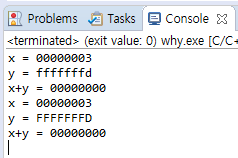 Problems Tasks Console
<terminated> (exit value: 0) why.exe [C/C+
x = 00000003
y = fffffffd
x+y = 00000000
x = 00000003
y = FFFFFFFD
x+y = 00000000